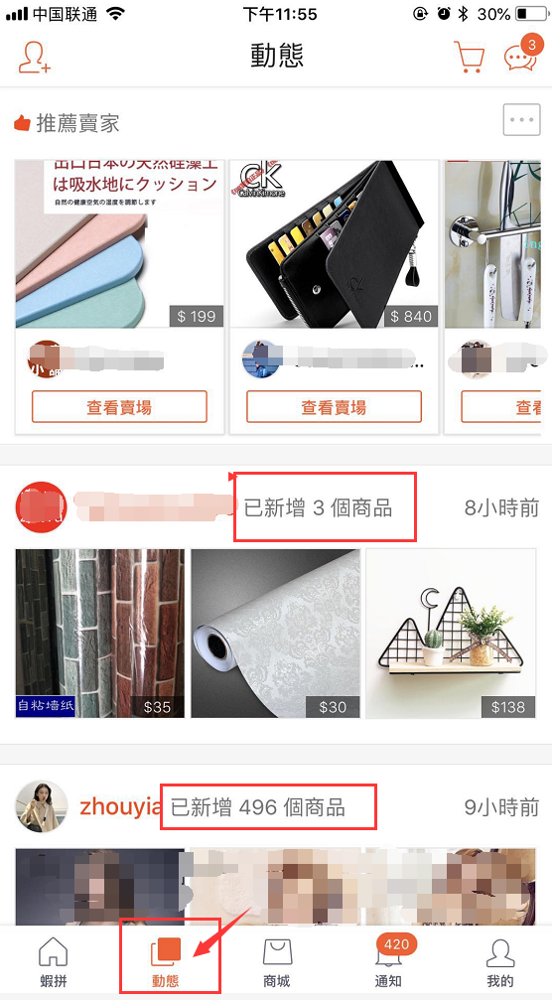 中国联通
下午11:55
30%
動態
3
推薦賣家
出口日本の天然硅藻土
は吸水地にクッション
自然の健康空気の湿度を調節します
$ 199
CK
CalvinKimone
$ 840
查看賣場
查看賣場
查看
已新增 3 個商品
8小時前
自粘墙纸
$35
$30
$138
zhouyia
已新增 496 個商品
9小時前
420
蝦拼
動態
商城
通知
我的